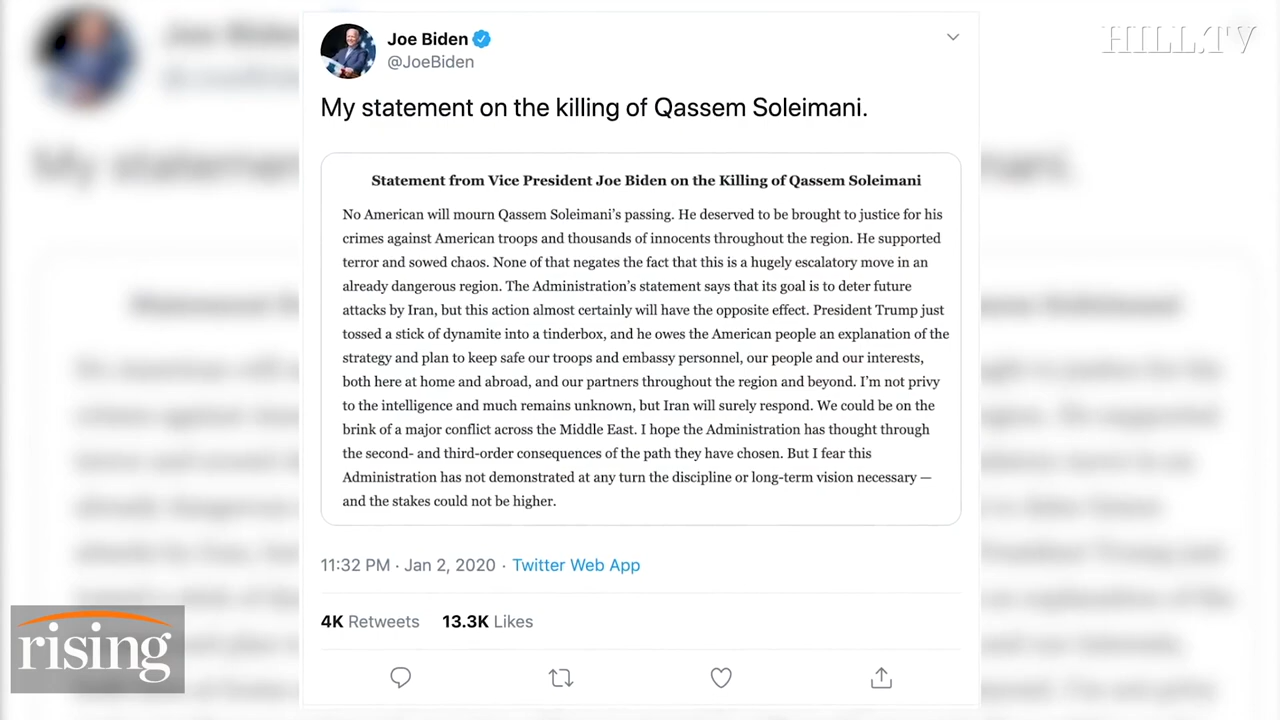 HILL.TV
Joe Biden
@JoeBiden
My statement on the killing of Qassem Soleimani.
Statement from Vice President Joe Biden on the Killing of Qassem Soleimani
No American will mourn Qassem Soleimani’s passing. He deserved to be brought to justice for his
crimes against American troops and thousands of innocents throughout the region. He supported
terror and sowed chaos. None of that negates the fact that this is a hugely escalatory move in an
already dangerous region. The Administration’s statement says that its goal is to deter future
attacks by Iran, but this action almost certainly will have the opposite effect. President Trump just
tossed a stick of dynamite into a tinderbox, and he owes the American people an explanation of the
strategy and plan to keep safe our troops and embassy personnel, our people and our interests,
both here at home and abroad, and our partners throughout the region and beyond. I’m not privy
to the intelligence and much remains unknown, but Iran will surely respond. We could be on the
brink of a major conflict across the Middle East. I hope the Administration has thought through
the second- and third-order consequences of the path they have chosen. But I fear this
Administration has not demonstrated at any turn the discipline or long-term vision necessary —
and the stakes could not be higher.
11:32 PM · Jan 2, 2020 · Twitter Web App
4K Retweets 13.3K Likes
rising